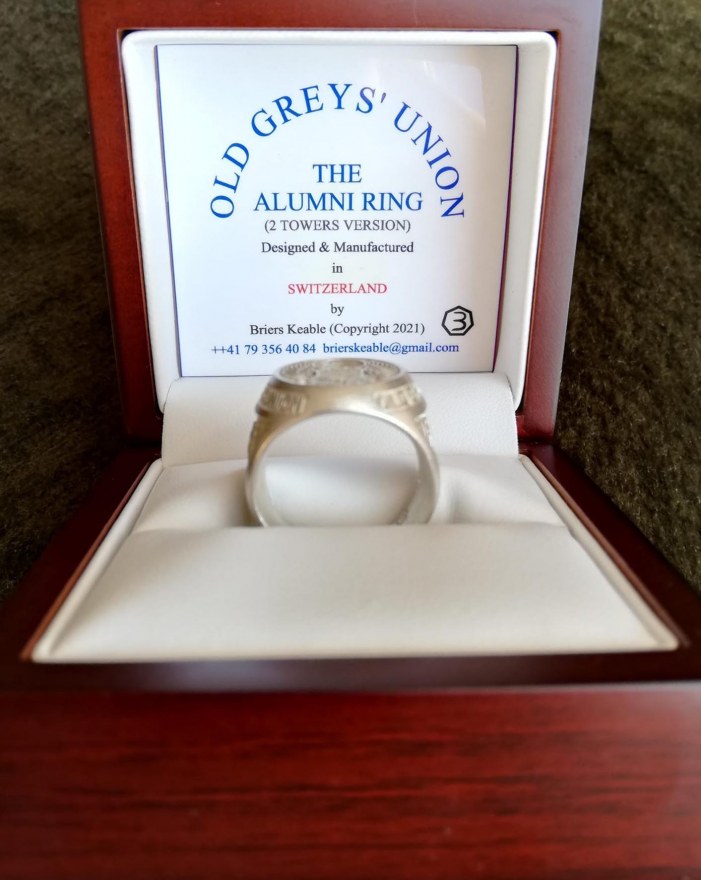 OLD GREYS' UNION
THE
ALUMNI RING
(2 TOWERS VERSION)
Designed & Manufactured
in
SWITZERLAND
by
Briers Keable (Copyright 2021) 3
++41 79 356 40 84 brierskeable@gmail.com